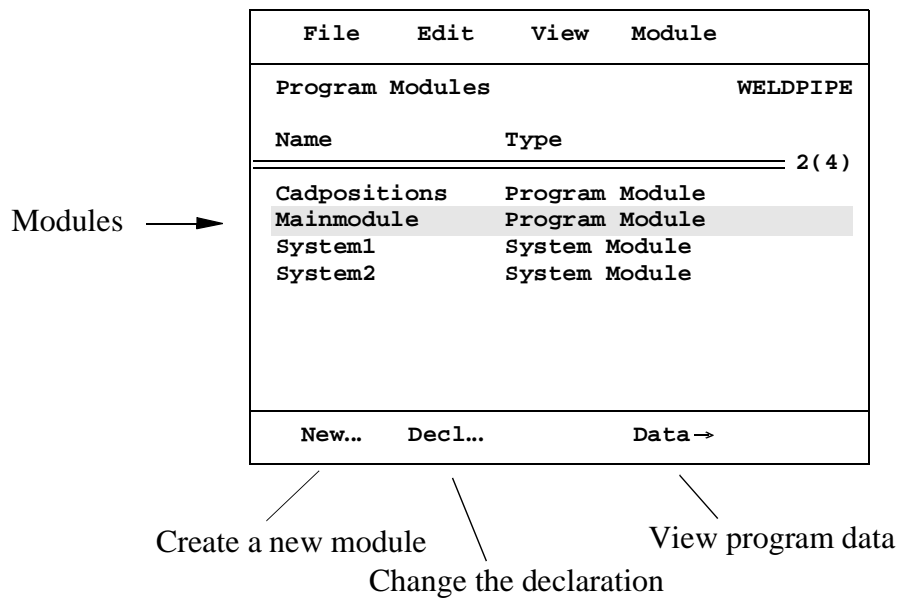 File Edit View Module
Program Modules WELDPIPE
Name Type
2(4)
Cadpositions Program Module
Modules → Mainmodule Program Module
System1 System Module
System2 System Module
New... Decl... Data→
Create a new module View program data
Change the declaration